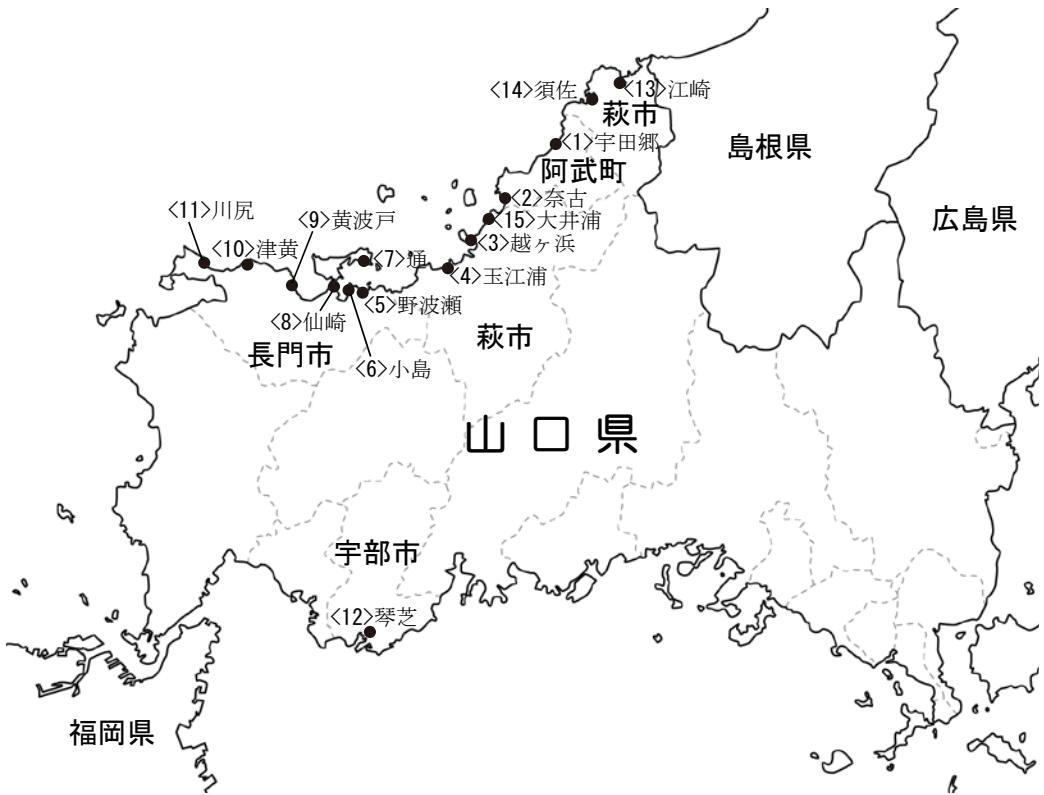 <14>須佐
<13>江崎
萩市
<1>宇田郷
島根県
阿武町
<2>奈古
広島県
<11>川尻
<9>黄波戸
<15>大井浦
<10>津黄
<3>越ヶ浜
<7>通
<4>玉江浦
<5>野波瀬
<8>仙崎
萩市
長門市
<6>小島
山口県
宇部市
<12>琴芝
福岡県